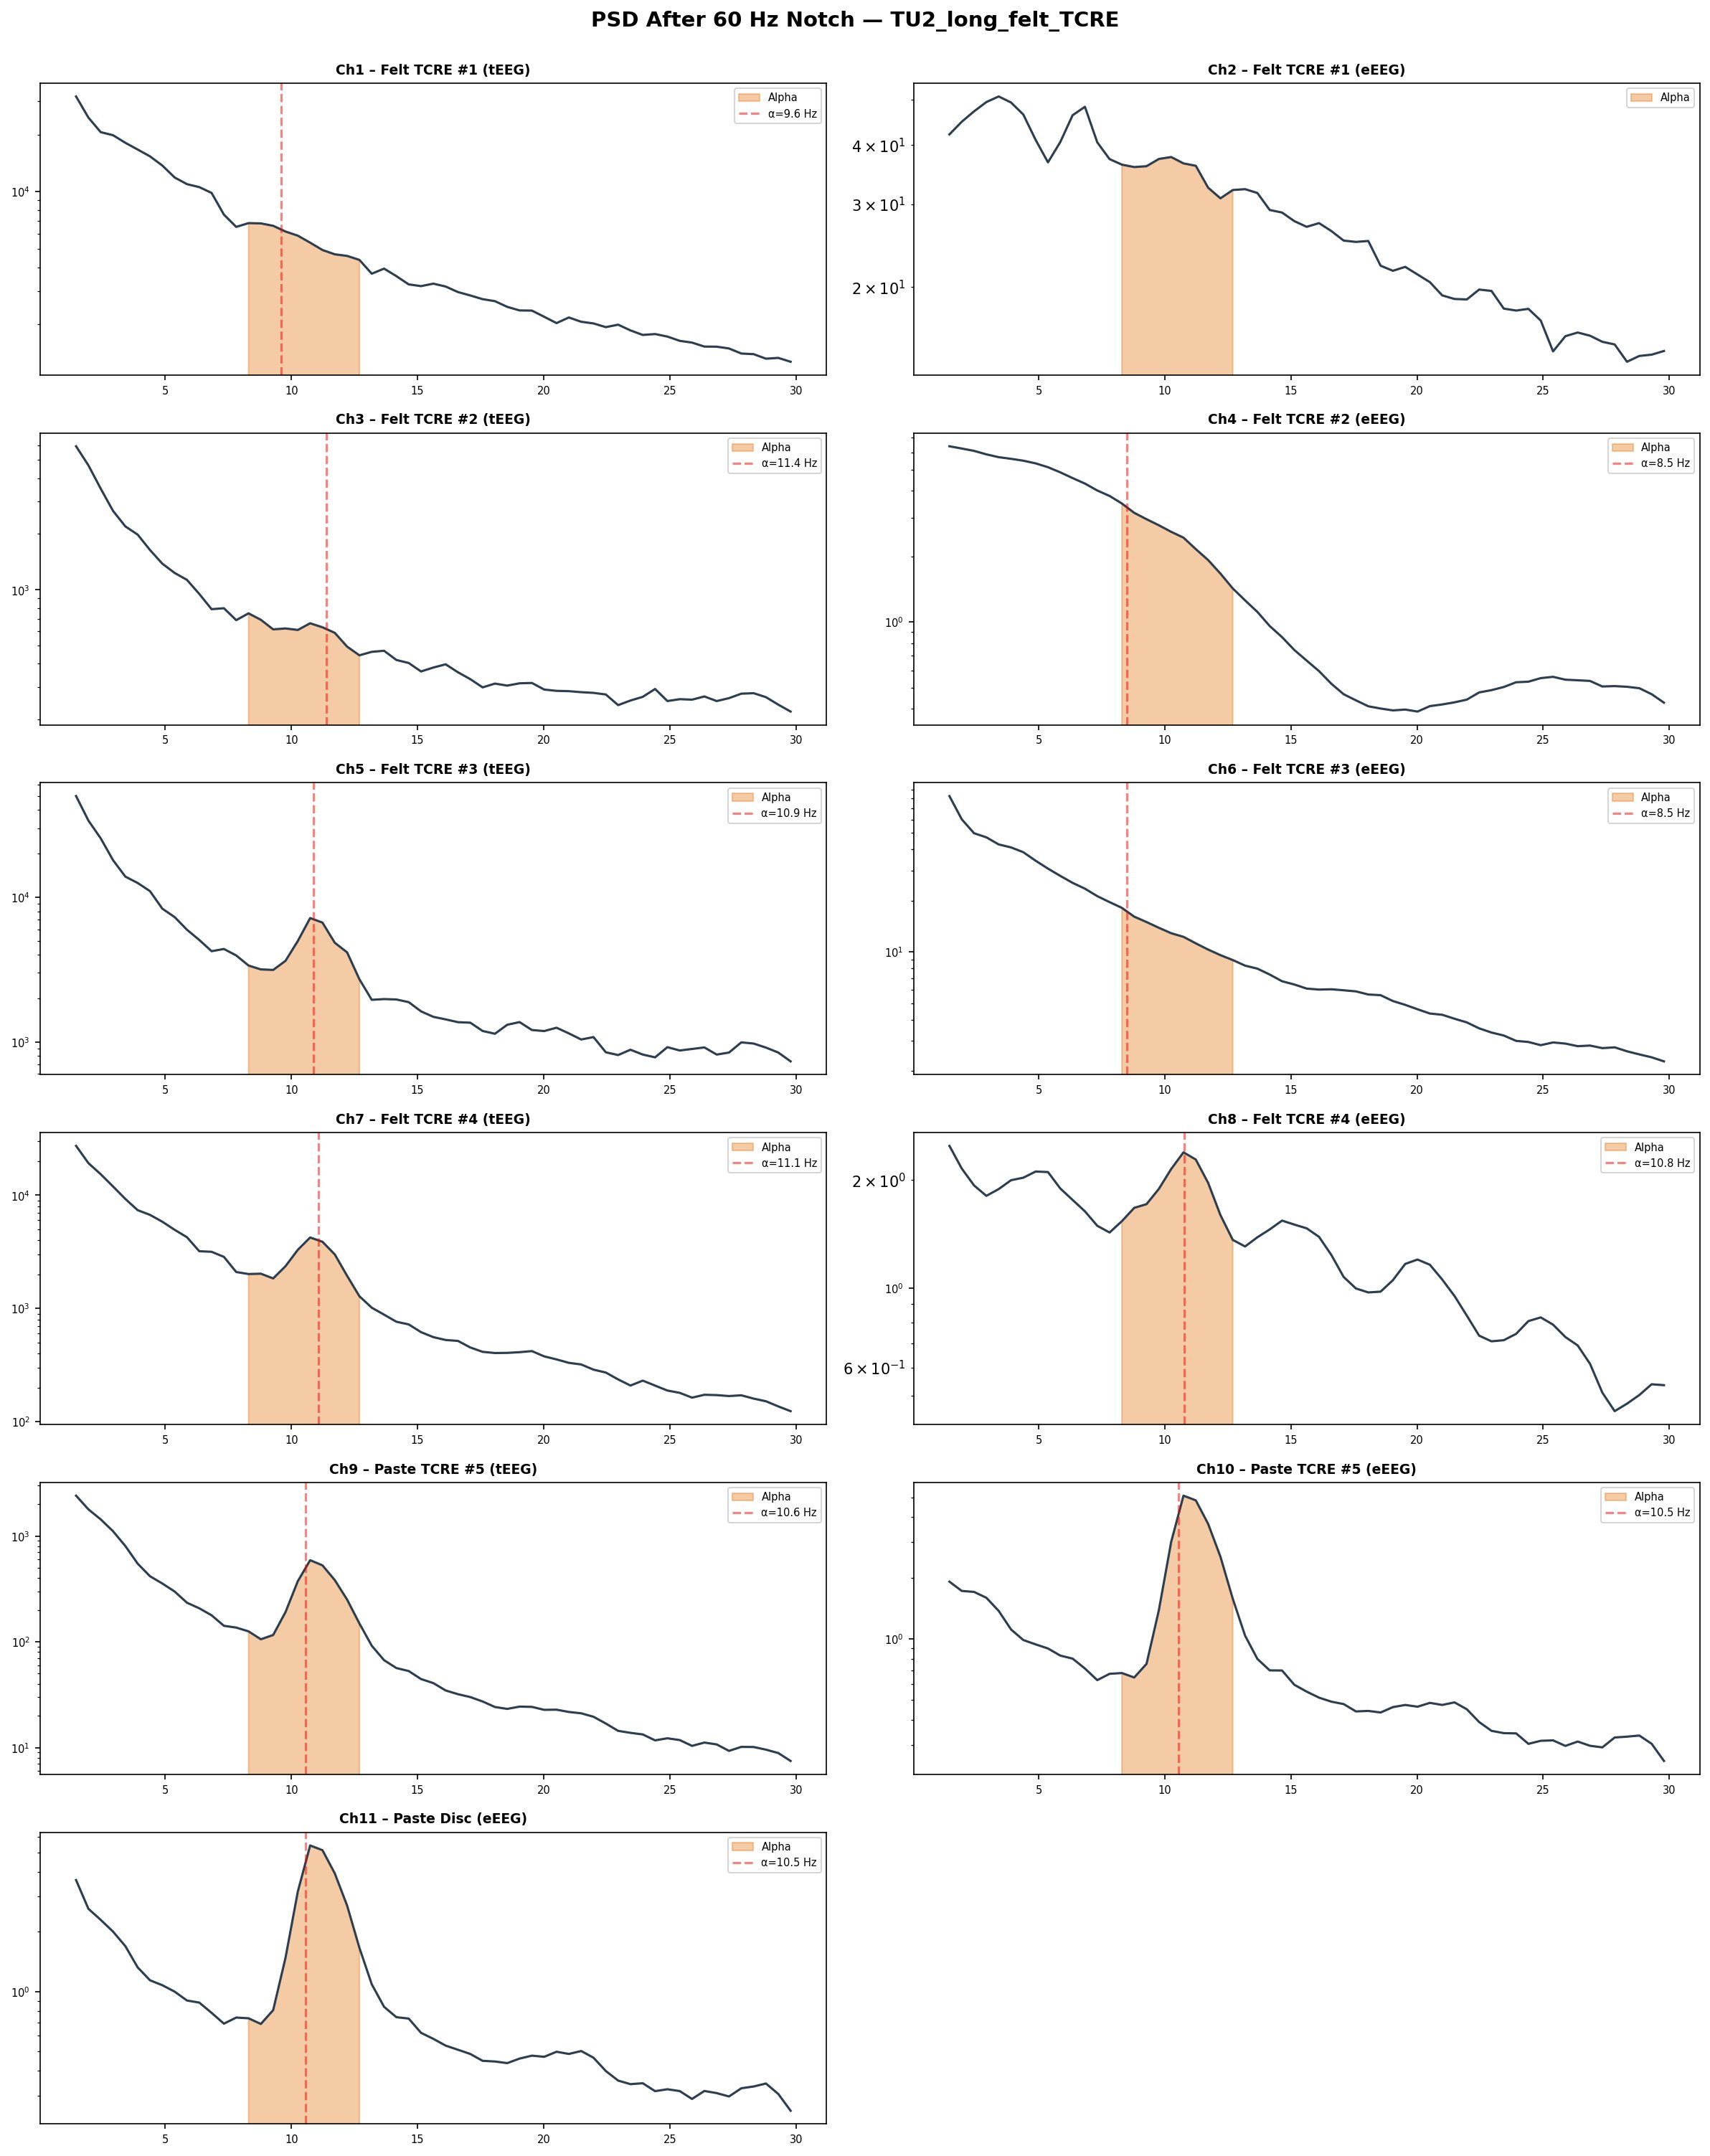 PSD After 60 Hz Notch — TU2_long_felt_TCRE
Ch1 – Felt TCRE #1 (tEEG)
Alpha
α=9.6 Hz
10⁴
5 10 15 20 25 30
Ch2 – Felt TCRE #1 (eEEG)
Alpha
4 × 10¹
3 × 10¹
2 × 10¹
5 10 15 20 25 30
Ch3 – Felt TCRE #2 (tEEG)
Alpha
α=11.4 Hz
10³
5 10 15 20 25 30
Ch4 – Felt TCRE #2 (eEEG)
Alpha
α=8.5 Hz
10⁰
5 10 15 20 25 30
Ch5 – Felt TCRE #3 (tEEG)
Alpha
α=10.9 Hz
10⁴
10³
5 10 15 20 25 30
Ch6 – Felt TCRE #3 (eEEG)
Alpha
α=8.5 Hz
10¹
5 10 15 20 25 30
Ch7 – Felt TCRE #4 (tEEG)
Alpha
α=11.1 Hz
10⁴
10³
10²
5 10 15 20 25 30
Ch8 – Felt TCRE #4 (eEEG)
Alpha
α=10.8 Hz
2 × 10⁰
10⁰
6 × 10⁻¹
5 10 15 20 25 30
Ch9 – Paste TCRE #5 (tEEG)
Alpha
α=10.6 Hz
10³
10²
10¹
5 10 15 20 25 30
Ch10 – Paste TCRE #5 (eEEG)
Alpha
α=10.5 Hz
10⁰
5 10 15 20 25 30
Ch11 – Paste Disc (eEEG)
Alpha
α=10.5 Hz
10⁰
5 10 15 20 25 30